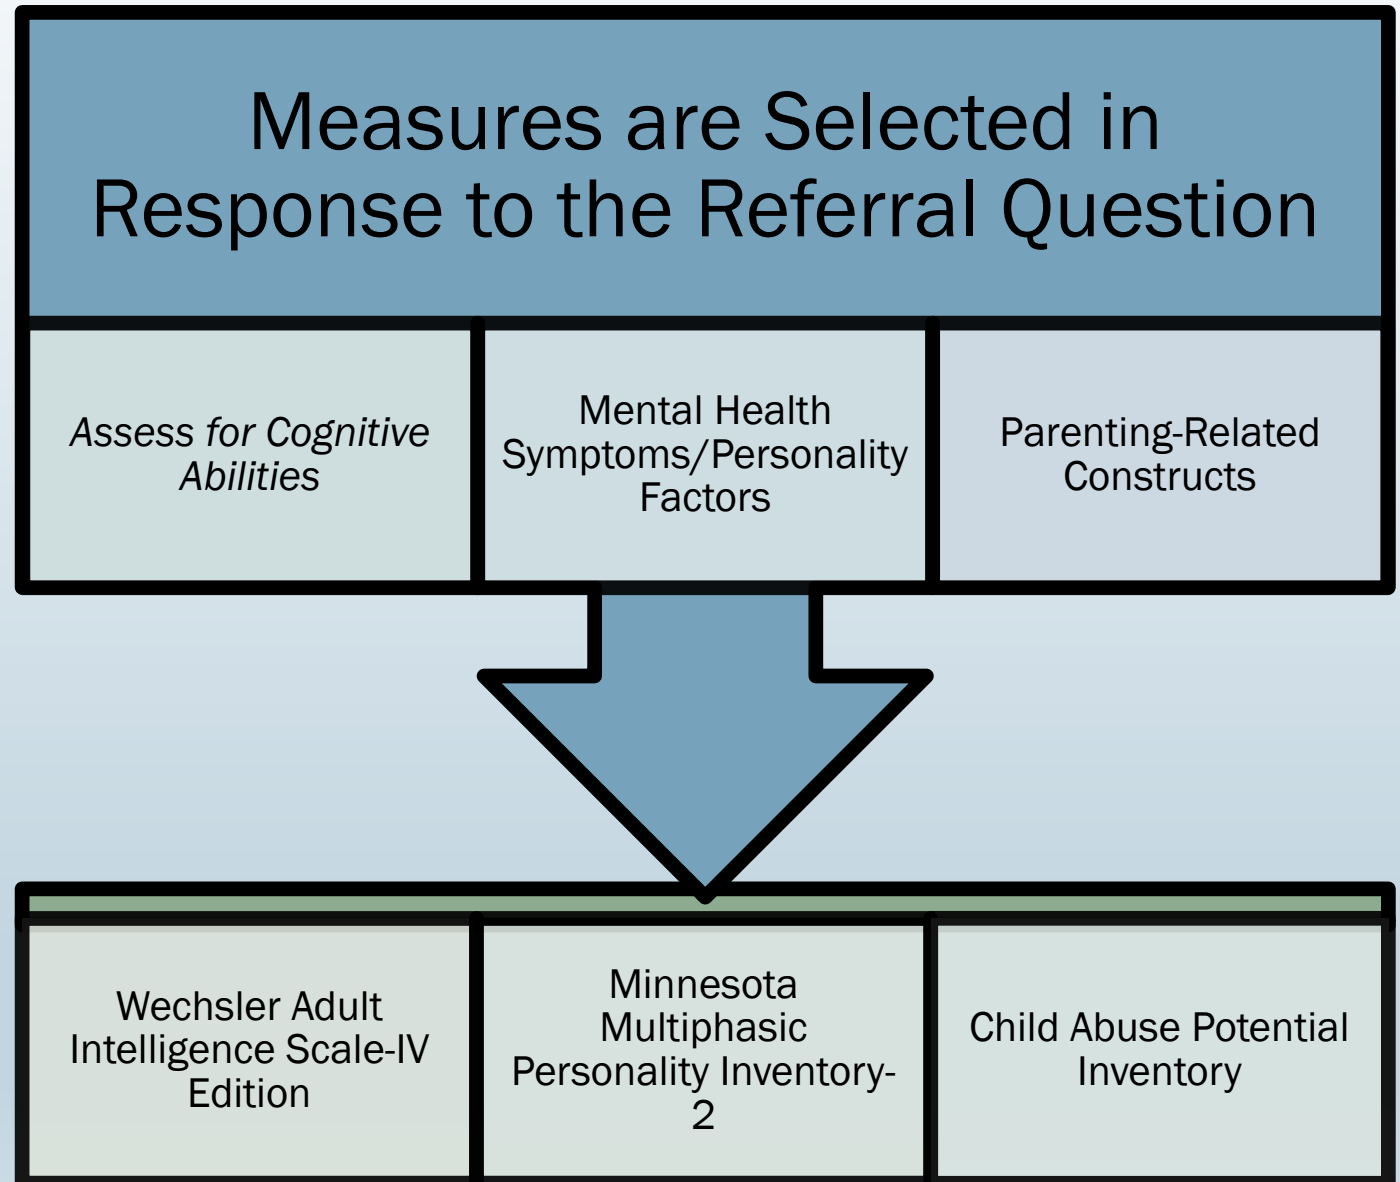 Measures are Selected in
Response to the Referral Question
Assess for Cognitive
Abilities
Mental Health
Symptoms/Personality
Factors
Parenting-Related
Constructs
Wechsler Adult
Intelligence Scale-IV
Edition
Minnesota
Multiphasic
Personality Inventory-
2
Child Abuse Potential
Inventory